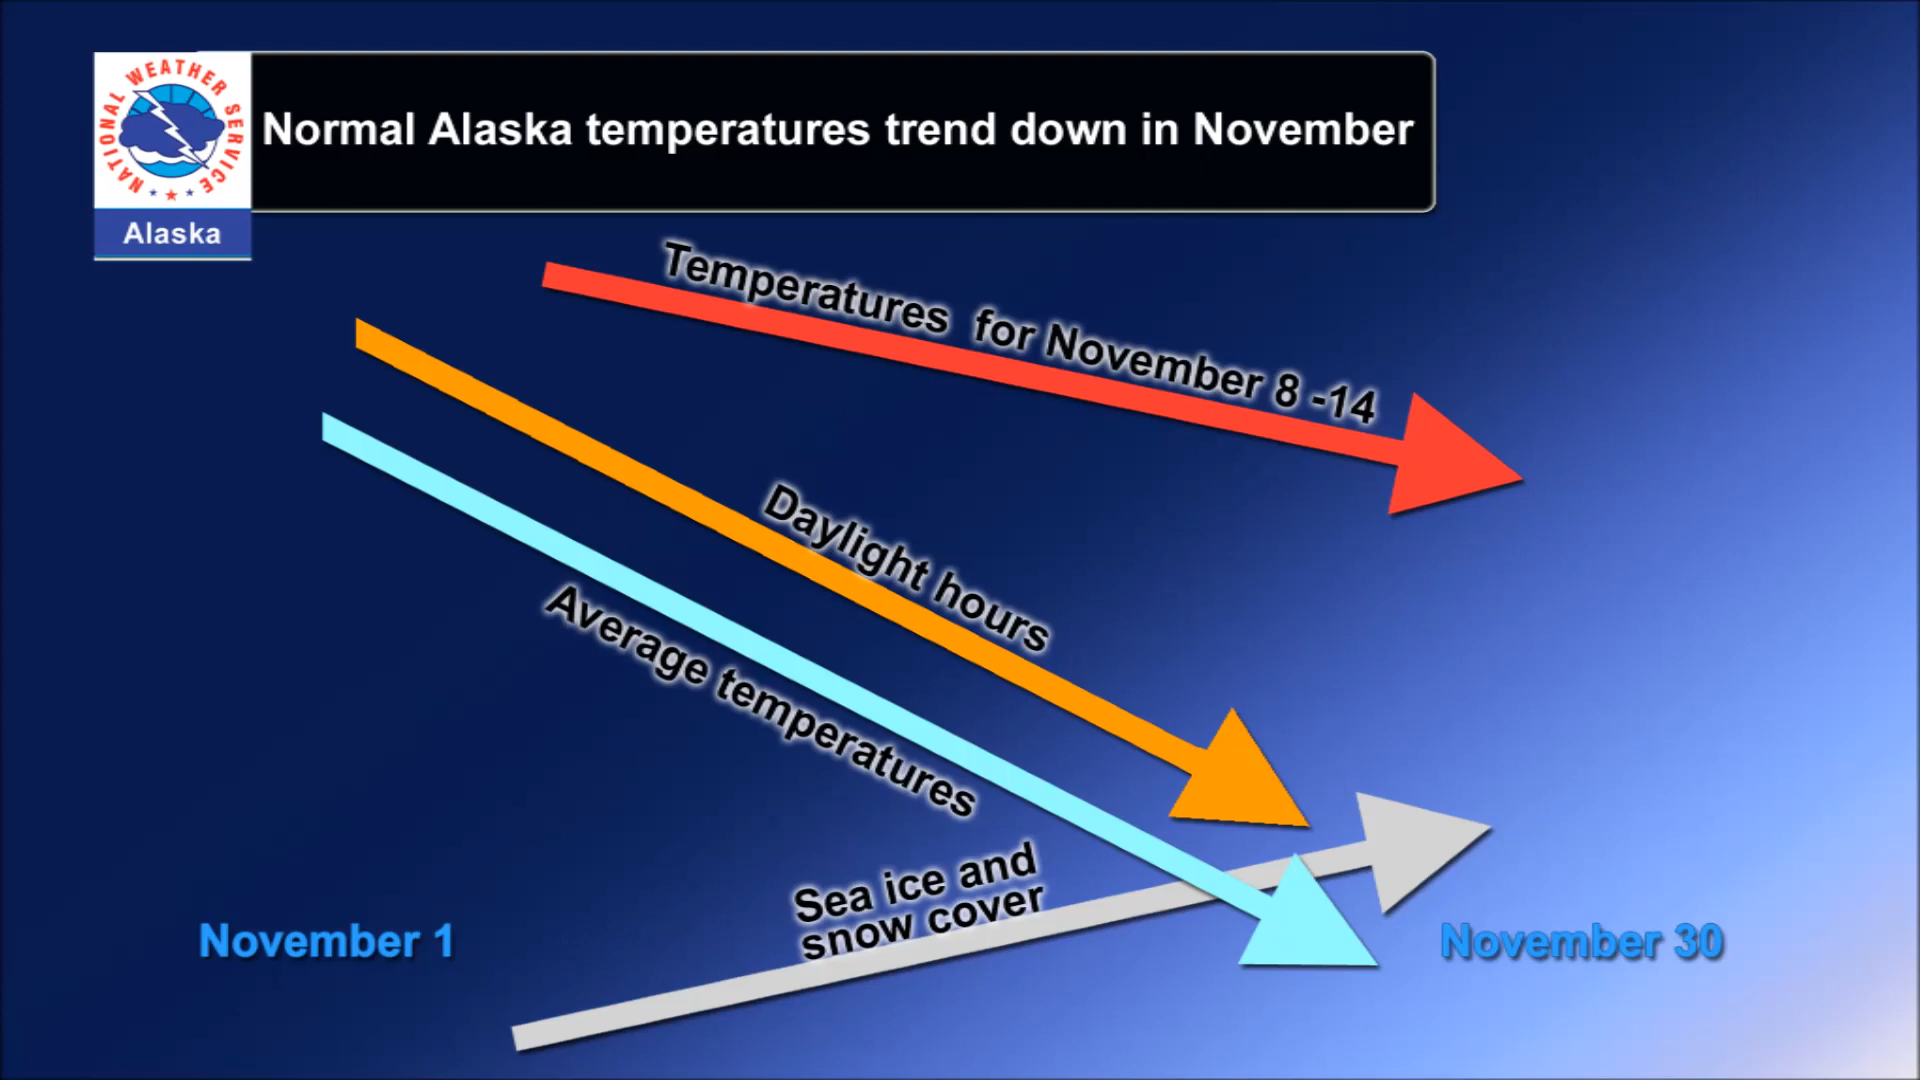 NATIONAL WEATHER SERVICE
Alaska
Normal Alaska temperatures trend down in November
Temperatures  for November 8 -14
Daylight hours
Average temperatures
Sea ice and
snow cover
November 1
November 30